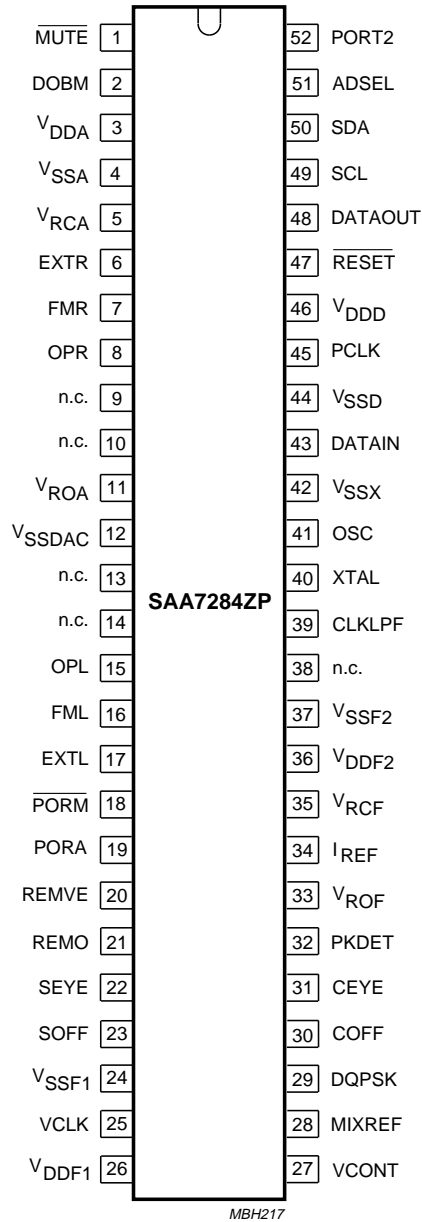 MUTE 1 52 PORT2
DOBM 2 51 ADSEL
VDDA 3 50 SDA
VSSA 4 49 SCL
VRCA 5 48 DATAOUT
EXTR 6 47 RESET
FMR 7 46 VDDD
OPR 8 45 PCLK
n.c. 9 44 VSSD
n.c. 10 43 DATAIN
VROA 11 42 VSSX
VSSDAC 12 41 OSC
n.c. 13 40 XTAL
SAA7284ZP
n.c. 14 39 CLKLPF
OPL 15 38 n.c.
FML 16 37 VSSF2
EXTL 17 36 VDDF2
PORM 18 35 VRCF
PORA 19 34 IREF
REMVE 20 33 VROF
REMO 21 32 PKDET
SEYE 22 31 CEYE
SOFF 23 30 COFF
VSSF1 24 29 DQPSK
VCLK 25 28 MIXREF
VDDF1 26 27 VCONT
MBH217